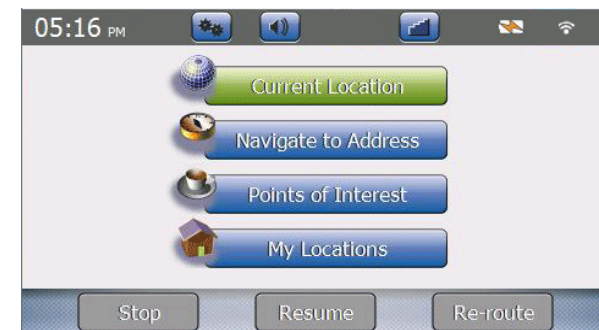 05:16 PM
Current Location
Navigate to Address
Points of Interest
My Locations
Stop Resume Re-route